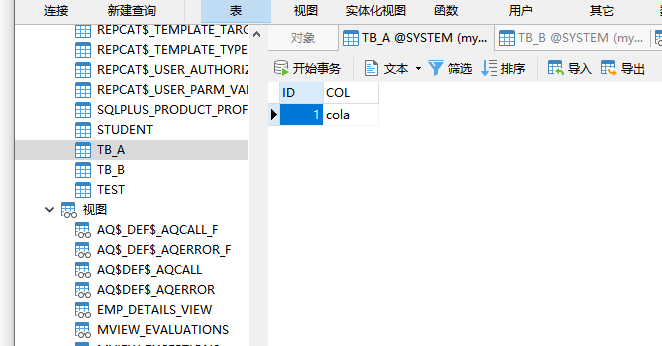 连接 新建查询 表 视图 实体化视图 函数 用户 其它
REPCAT$_TEMPLATE_TARG
REPCAT$_TEMPLATE_TYPE
REPCAT$_USER_AUTHORIZ
REPCAT$_USER_PARM_VAL
SQLPLUS_PRODUCT_PROF
STUDENT
TB_A
TB_B
TEST
视图
AQ$_DEF$_AQCALL_F
AQ$_DEF$_AQERROR_F
AQ$DEF$_AQCALL
AQ$DEF$_AQERROR
EMP_DETAILS_VIEW
MVIEW_EVALUATIONS
MVIEW_EXCEPTIONS
对象 TB_A @SYSTEM (my... TB_B @SYSTEM (my...
开始事务 文本 筛选 排序 导入 导出
ID COL
1 cola